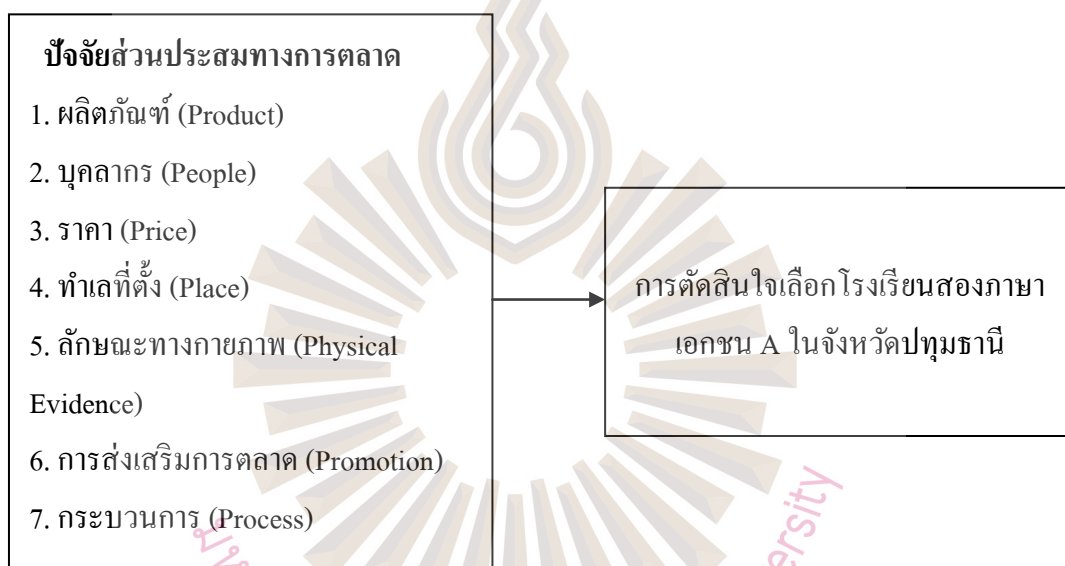 ปัจจัยส่วนประสมทางการตลาด
1. ผลิตภัณฑ์ (Product)
2. บุคลากร (People)
3. ราคา (Price)
4. ทำเลที่ตั้ง (Place)
5. ลักษณะทางกายภาพ (Physical
Evidence)
6. การส่งเสริมการตลาด (Promotion)
7. กระบวนการ (Process)
การตัดสินใจเลือกโรงเรียนสองภาษา
เอกชน A ในจังหวัดปทุมธานี